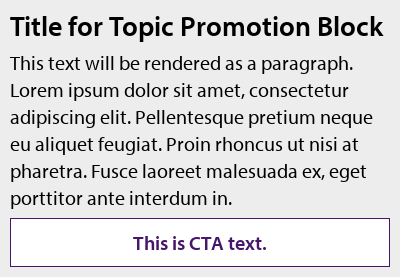 Title for Topic Promotion Block
This text will be rendered as a paragraph.
Lorem ipsum dolor sit amet, consectetur
adipiscing elit. Pellentesque pretium neque
eu aliquet feugiat. Proin rhoncus ut nisi at
pharetra. Fusce laoreet malesuada ex, eget
porttitor ante interdum in.
This is CTA text.